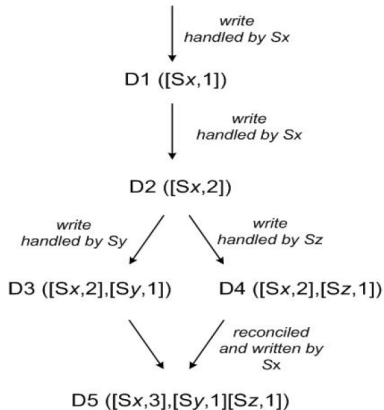 write
handled by Sx
D1 ([Sx,1])
write
handled by Sx
D2 ([Sx,2])
write
handled by Sy
write
handled by Sz
D3 ([Sx,2],[Sy,1])
D4 ([Sx,2],[Sz,1])
reconciled
and written by
Sx
D5 ([Sx,3],[Sy,1][Sz,1])